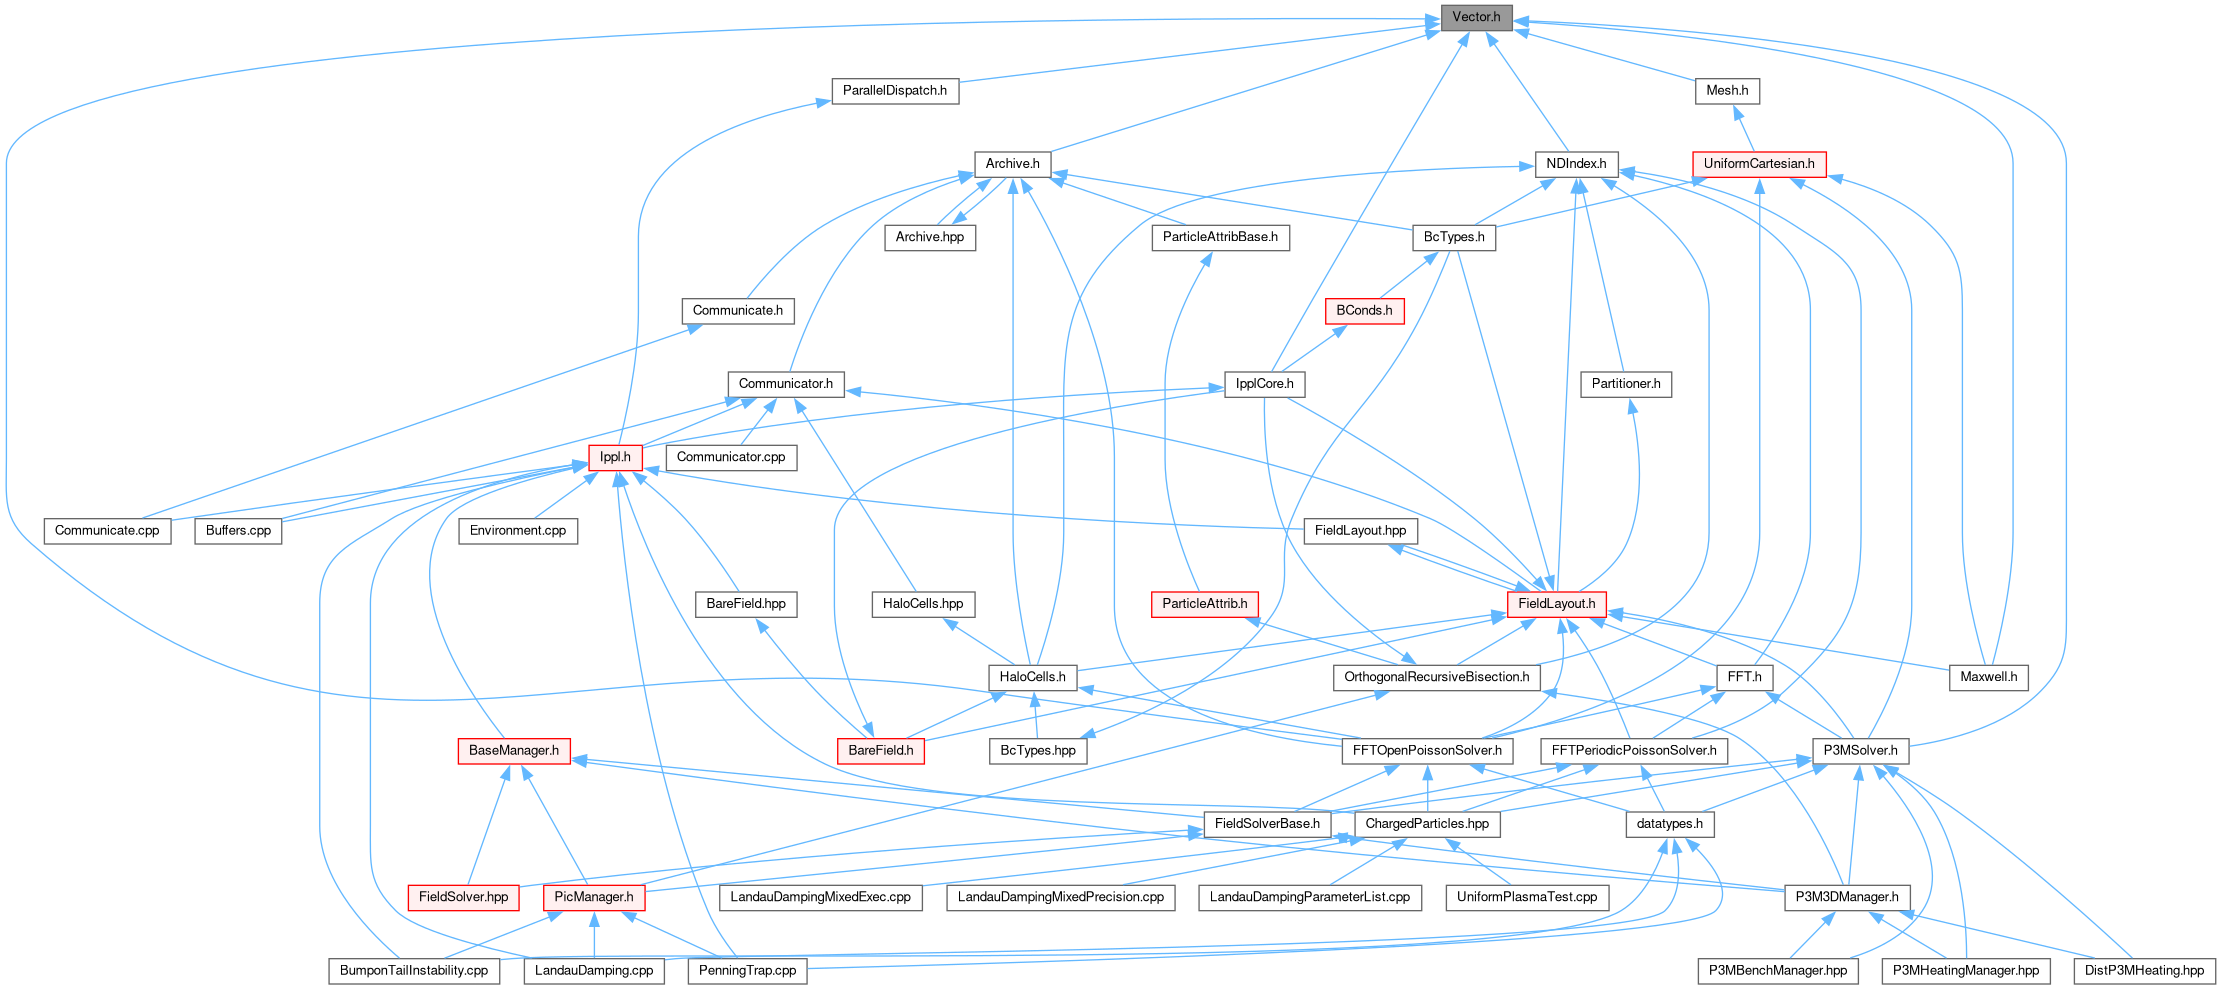 Vector.h
ParallelDispatch.h
Mesh.h
Archive.h
NDIndex.h
UniformCartesian.h
Archive.hpp
ParticleAttribBase.h
BcTypes.h
Communicate.h
BConds.h
Communicator.h
IpplCore.h
Partitioner.h
Ippl.h
Communicator.cpp
Communicate.cpp
Buffers.cpp
Environment.cpp
FieldLayout.hpp
BareField.hpp
HaloCells.hpp
ParticleAttrib.h
FieldLayout.h
HaloCells.h
OrthogonalRecursiveBisection.h
FFT.h
Maxwell.h
BaseManager.h
BareField.h
BcTypes.hpp
FFTOpenPoissonSolver.h
FFTPeriodicPoissonSolver.h
P3MSolver.h
FieldSolverBase.h
ChargedParticles.hpp
datatypes.h
FieldSolver.hpp
PicManager.h
LandauDampingMixedExec.cpp
LandauDampingMixedPrecision.cpp
LandauDampingParameterList.cpp
UniformPlasmaTest.cpp
P3M3DManager.h
BumponTailInstability.cpp
LandauDamping.cpp
PenningTrap.cpp
P3MBenchManager.hpp
P3MHeatingManager.hpp
DistP3MHeating.hpp